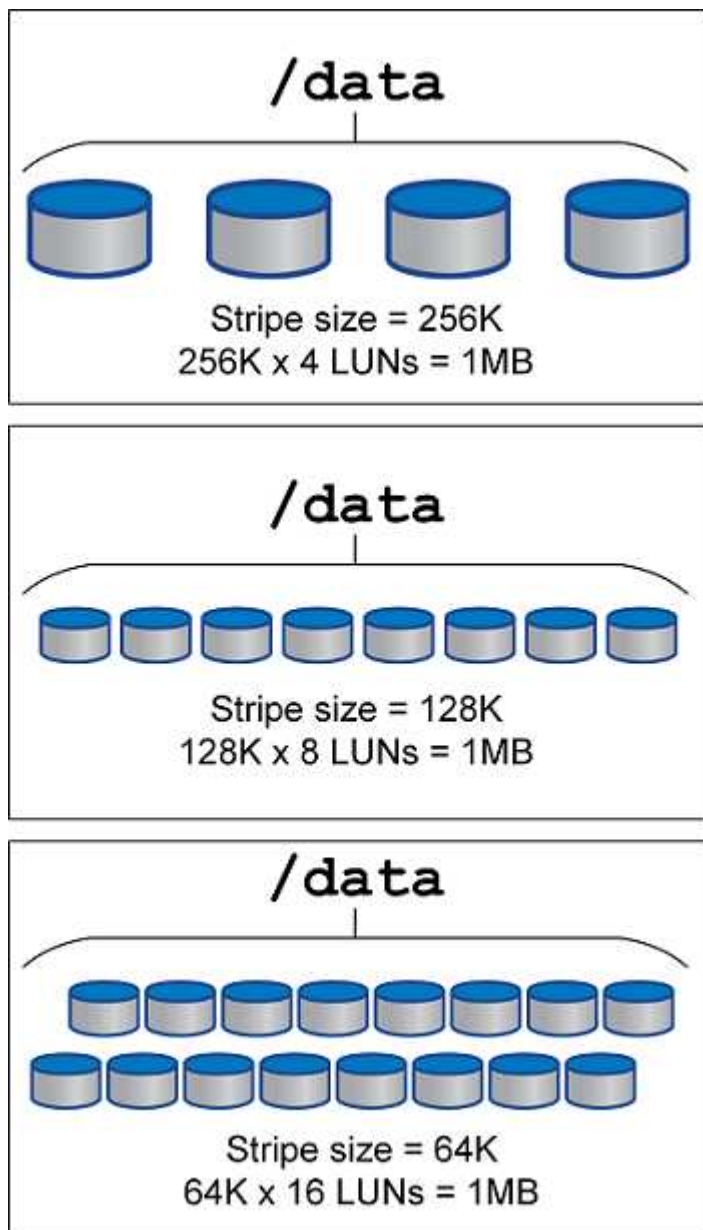 /data
Stripe size = 256K
256K x 4 LUNs = 1MB
/data
Stripe size = 128K
128K x 8 LUNs = 1MB
/data
Stripe size = 64K
64K x 16 LUNs = 1MB